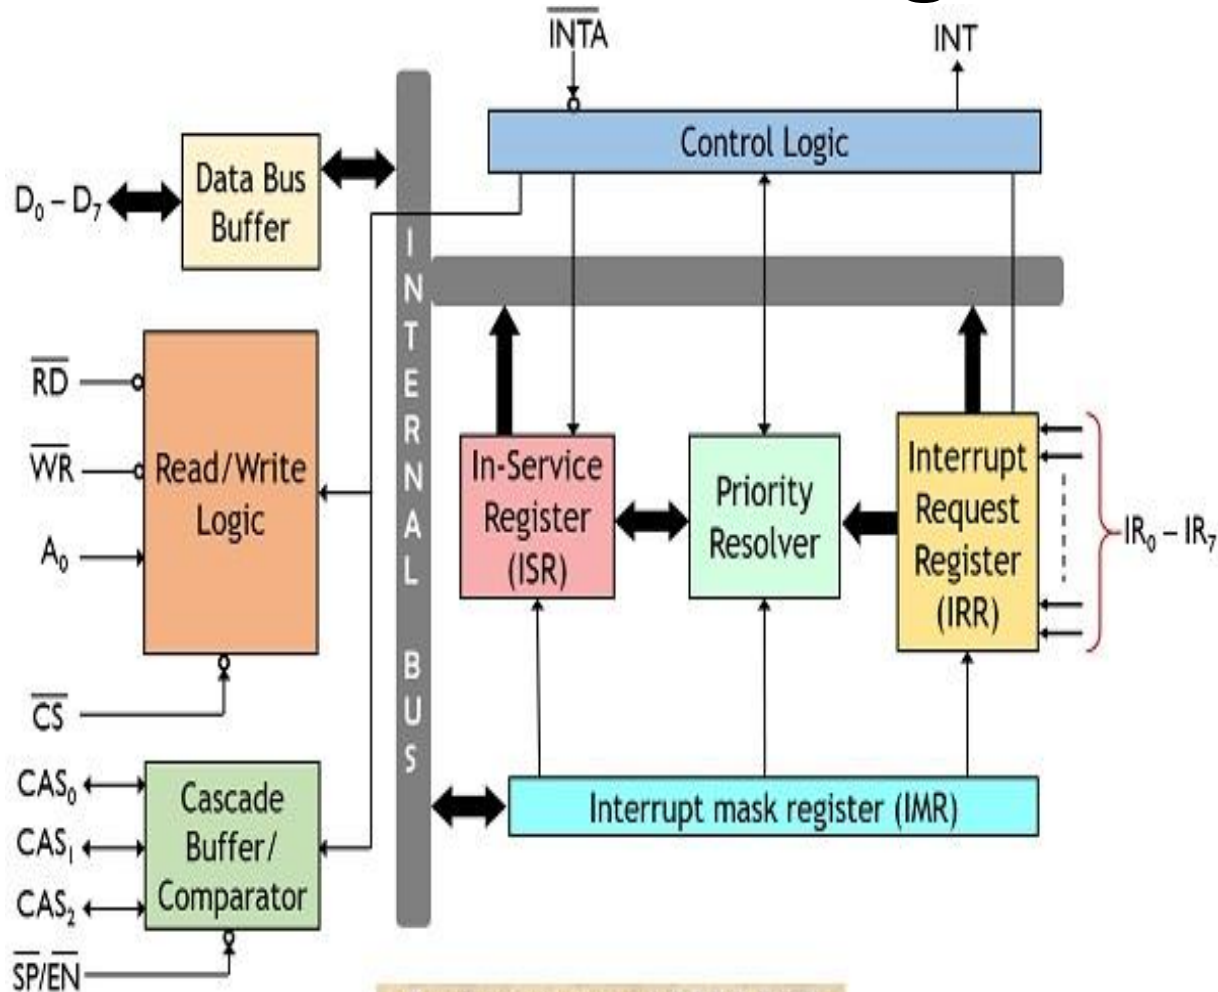 INTA
INT
Control Logic
Data Bus
Buffer
D₀ – D₇
INTERNAL BUS
RD
WR
A₀
Read/Write
Logic
CS
In-Service
Register
(ISR)
Priority
Resolver
Interrupt
Request
Register
(IRR)
IR₀ – IR₇
CAS₀
CAS₁
CAS₂
Cascade
Buffer/
Comparator
SP/EN
Interrupt mask register (IMR)